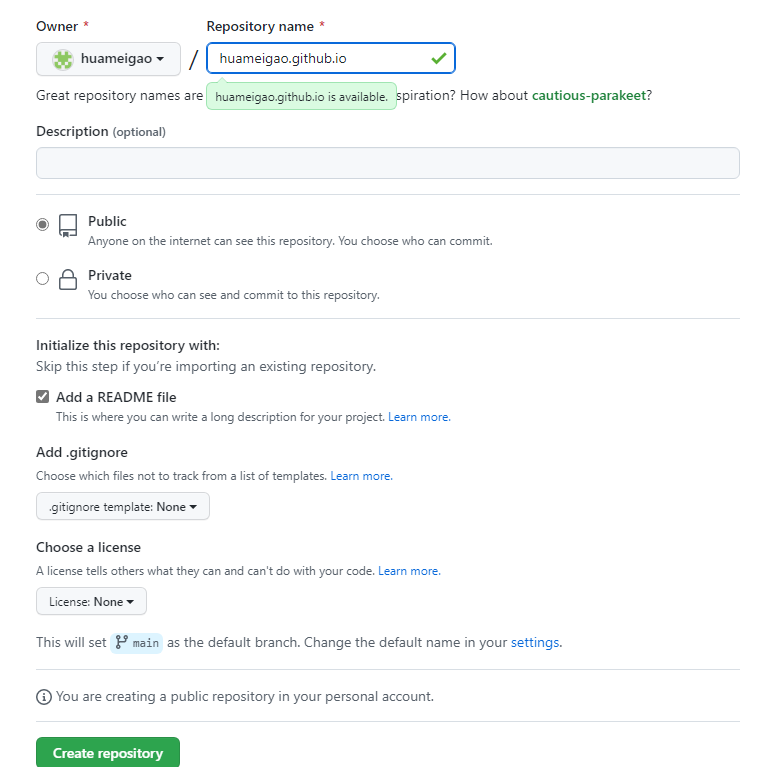 Owner * Repository name *
huameigao / huameigao.github.io
Great repository names are huameigao.github.io is available. spiration? How about cautious-parakeet?
Description (optional)
Public
Anyone on the internet can see this repository. You choose who can commit.
Private
You choose who can see and commit to this repository.
Initialize this repository with:
Skip this step if you're importing an existing repository.
Add a README file
This is where you can write a long description for your project. Learn more.
Add .gitignore
Choose which files not to track from a list of templates. Learn more.
.gitignore template: None
Choose a license
A license tells others what they can and can't do with your code. Learn more.
License: None
This will set main as the default branch. Change the default name in your settings.
You are creating a public repository in your personal account.
Create repository